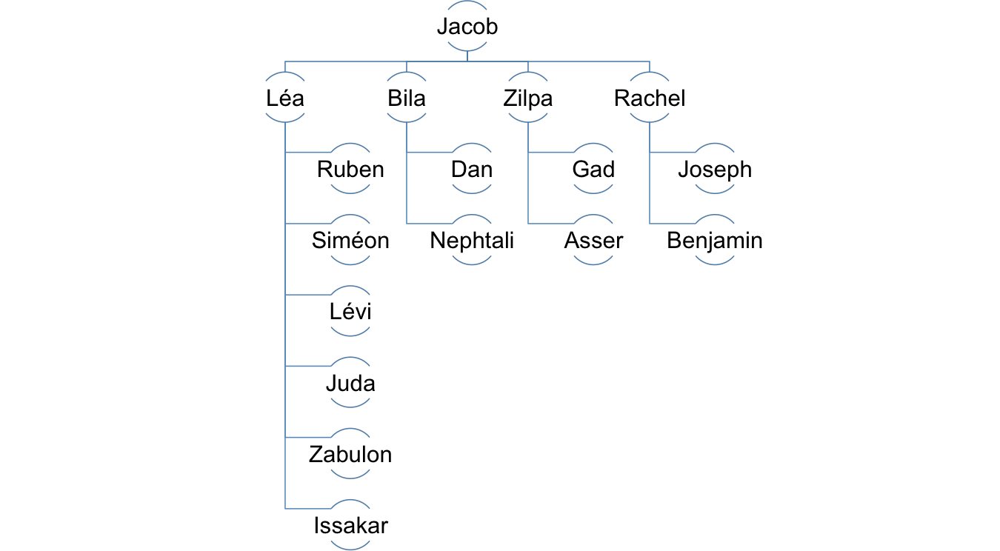 Jacob
Léa
Bila
Zilpa
Rachel
Ruben
Dan
Gad
Joseph
Siméon
Nephtali
Asser
Benjamin
Lévi
Juda
Zabulon
Issakar